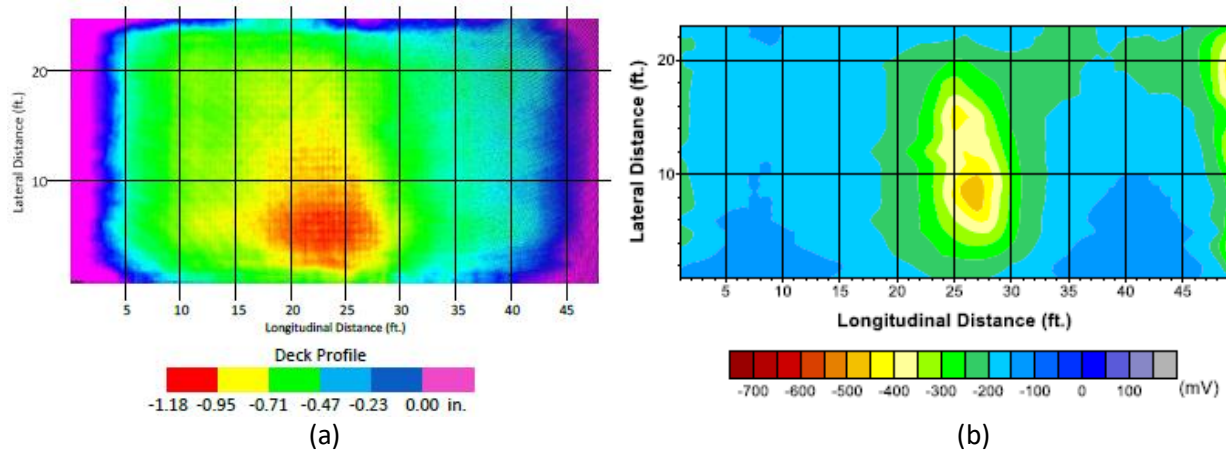 Lateral Distance (ft.)
20
10
5 10 15 20 25 30 35 40 45
Longitudinal Distance (ft.)
Deck Profile
-1.18 -0.95 -0.71 -0.47 -0.23 0.00 in.
(a)
Lateral Distance (ft.)
20
10
5 10 15 20 25 30 35 40 45
Longitudinal Distance (ft.)
-700 -600 -500 -400 -300 -200 -100 0 100 (mV)
(b)